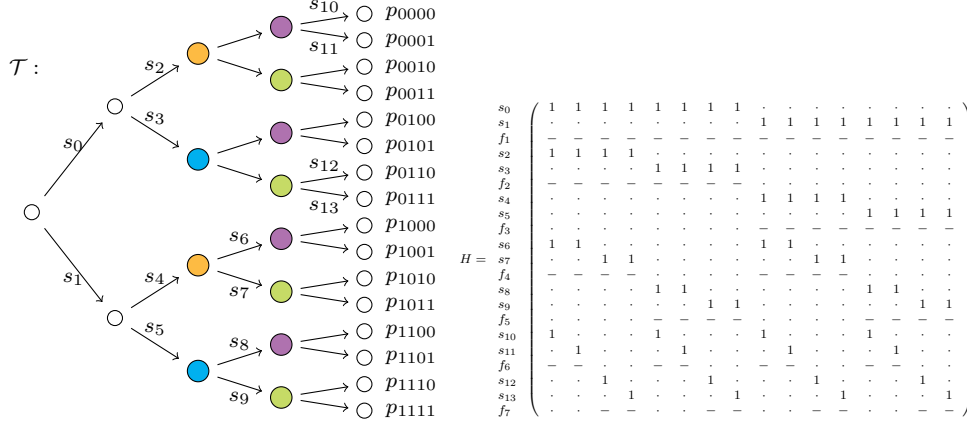 𝒯 :
s₀
s₁
s₂
s₃
s₄
s₅
s₆
s₇
s₈
s₉
s₁₀
s₁₁
s₁₂
s₁₃
p₀₀₀₀
p₀₀₀₁
p₀₀₁₀
p₀₀₁₁
p₀₁₀₀
p₀₁₀₁
p₀₁₁₀
p₀₁₁₁
p₁₀₀₀
p₁₀₀₁
p₁₀₁₀
p₁₀₁₁
p₁₁₀₀
p₁₁₀₁
p₁₁₁₀
p₁₁₁₁
H =
s₀ 1 1 1 1 1 1 1 1 · · · · · · · ·
s₁ · · · · · · · · 1 1 1 1 1 1 1 1
f₁ − − − − − − − − − − − − − − − −
s₂ 1 1 1 1 · · · · · · · · · · · ·
s₃ · · · · 1 1 1 1 · · · · · · · ·
f₂ − − − − − − − − · · · · · · · ·
s₄ · · · · · · · · 1 1 1 1 · · · ·
s₅ · · · · · · · · · · · · 1 1 1 1
f₃ · · · · · · · · − − − − − − − −
s₆ 1 1 · · · · · · 1 1 · · · · · ·
s₇ · · 1 1 · · · · · · 1 1 · · · ·
f₄ − − − − · · · · − − − − · · · ·
s₈ · · · · 1 1 · · · · · · 1 1 · ·
s₉ · · · · · · 1 1 · · · · · · 1 1
f₅ · · · · − − − − · · · · − − − −
s₁₀ 1 · · · 1 · · · 1 · · · 1 · · ·
s₁₁ · 1 · · · 1 · · · 1 · · · 1 · ·
f₆ − − · · − − · · − − · · − − · ·
s₁₂ · · 1 · · · 1 · · · 1 · · · 1 ·
s₁₃ · · · 1 · · · 1 · · · 1 · · · 1
f₇ · · − − · · − − · · − − · · − −